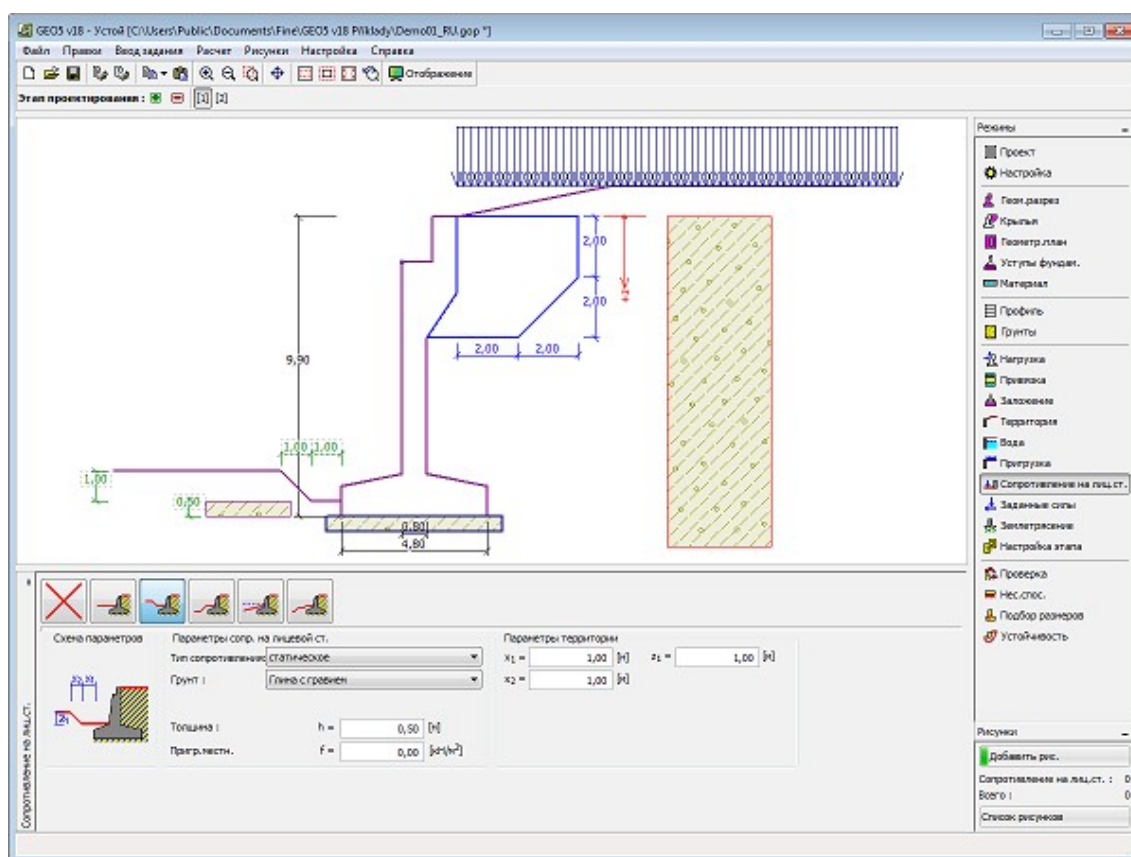 GEO5 v18 - Устой [C:\Users\Public\Documents\Fine\GEO5 v18 Příklady\Demo01_RU.gop *]
Файл Правки Ввод задания Расчет Рисунки Настройка Справка
Отображение
Этап проектирования : [1] [2]
Режимы
Проект
Настройка
Геом.разрез
Крылья
Геометр.план
Уступы фундам.
Материал
Профиль
Грунты
Нагрузка
Привязка
Заложение
Территория
Вода
Пригрузка
Сопротивление на лиц.ст.
Заданные силы
Землетрясение
Настройка этапа
Проверка
Нес.спос.
Подбор размеров
Устойчивость
2,00
2,00
+z
9,90
2,00 2,00
1,00 1,00
1,00
0,50
0,80
4,80
Схема параметров
Параметры сопр. на лицевой ст.
Тип сопротивления: статическое
Грунт : Глина с гравием
Толщина : h = 0,50 [м]
Пригр.местн. f = 0,00 [кН/м²]
Параметры территории
x₁ = 1,00 [м] z₁ = 1,00 [м]
x₂ = 1,00 [м]
Сопротивление на лиц.ст.
Рисунки
Добавить рис.
Сопротивление на лиц.ст. : 0
Всего : 0
Список рисунков